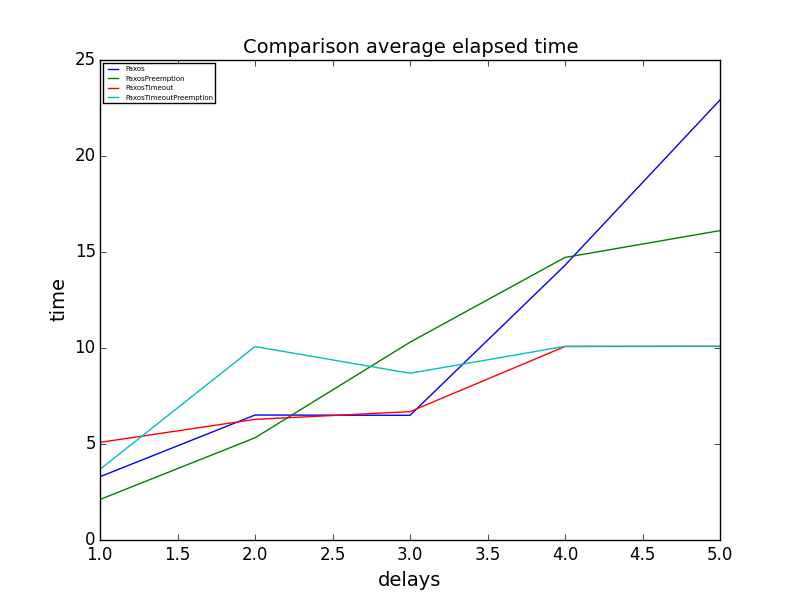 Comparison average elapsed time
25
Paxos
PaxosPreemption
PaxosTimeout
PaxosTimeoutPreemption
20
15
time
10
5
0
1.0 1.5 2.0 2.5 3.0 3.5 4.0 4.5 5.0
delays